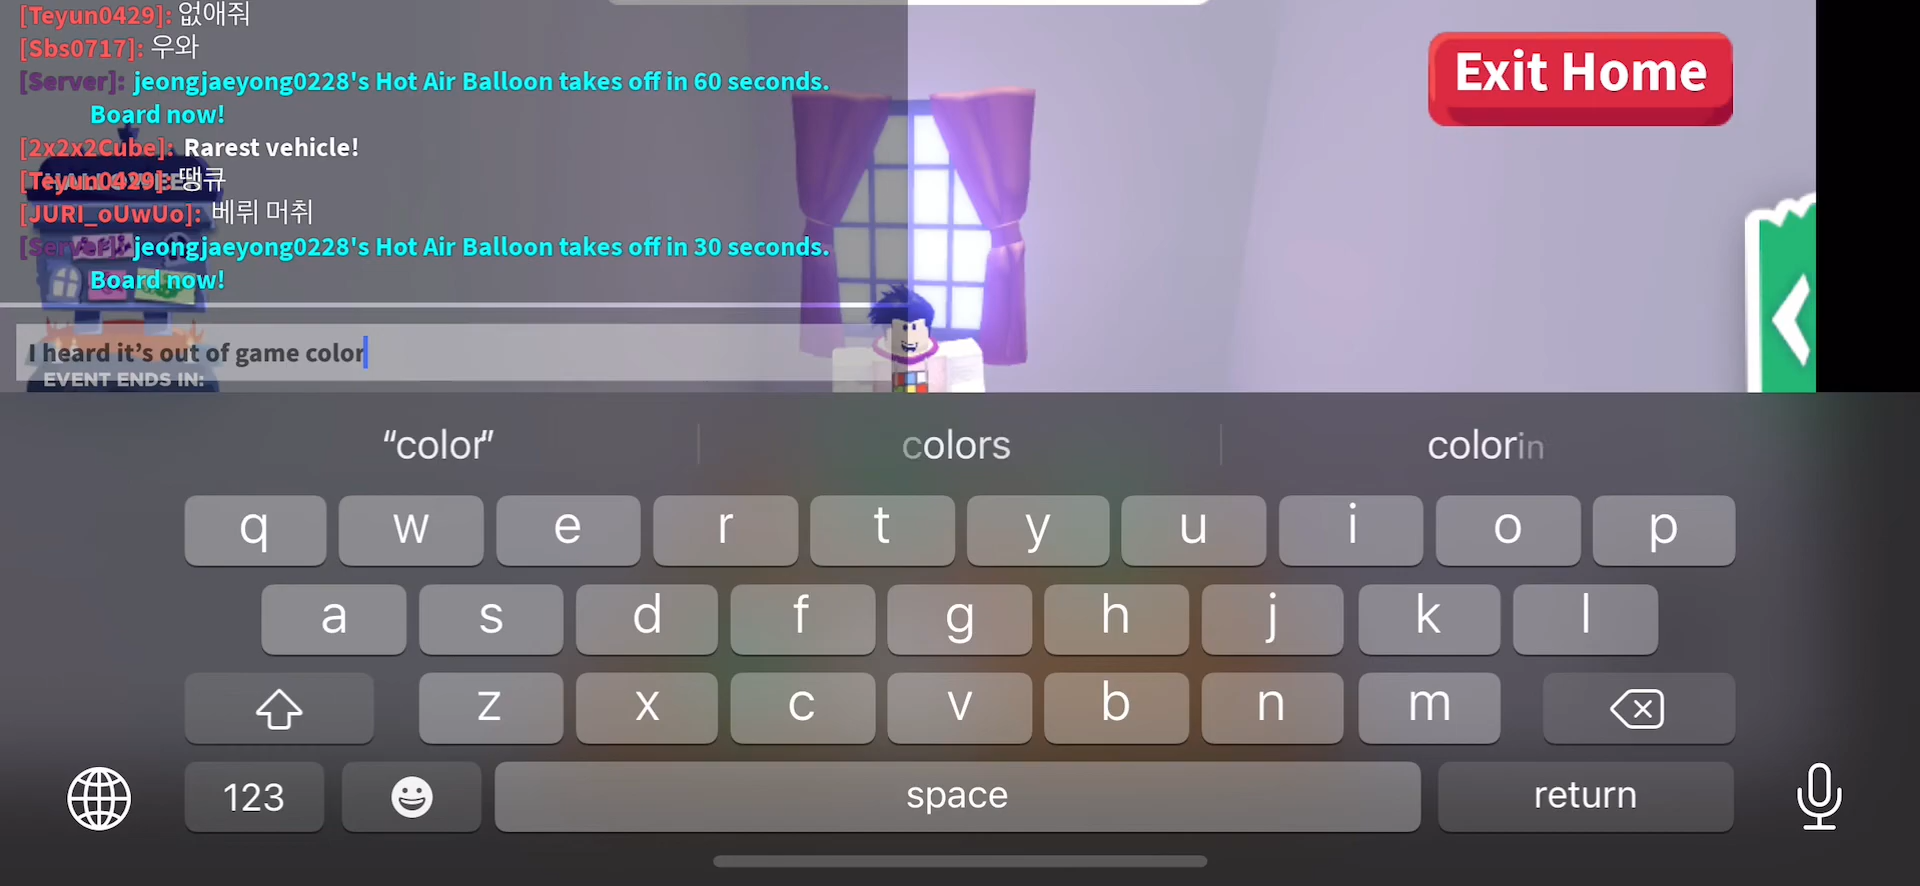 [Teyun0429]: 없애줘
[Sbs0717]: 우와
[Server]: jeongjaeyong0228's Hot Air Balloon takes off in 60 seconds.
Board now!
[2x2x2Cube]: Rarest vehicle!
[Teyun0429]: 땡큐
[JURI_oUwUo]: 베뤼 머취
[Server]: jeongjaeyong0228's Hot Air Balloon takes off in 30 seconds.
Board now!
I heard it’s out of game color
EVENT ENDS IN:
Exit Home
“color” colors colorin
q w e r t y u i o p
a s d f g h j k l
z x c v b n m
123 space return